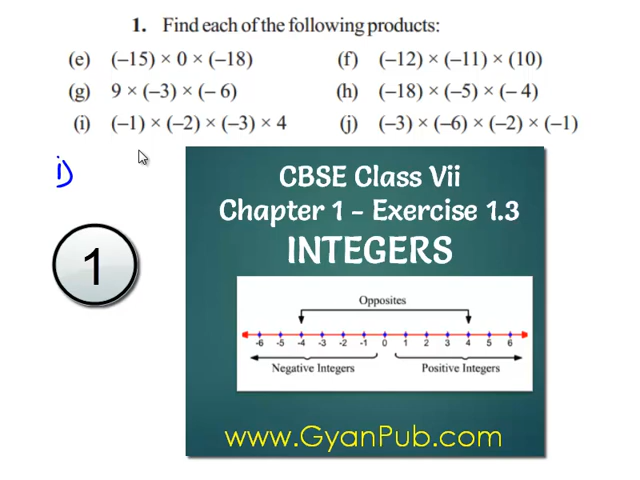 1. Find each of the following products:
(e) (–15) × 0 × (–18) (f) (–12) × (–11) × (10)
(g) 9 × (–3) × (– 6) (h) (–18) × (–5) × (– 4)
(i) (–1) × (–2) × (–3) × 4 (j) (–3) × (–6) × (–2) × (–1)
i)
1
CBSE Class Vii
Chapter 1 - Exercise 1.3
INTEGERS
Opposites
-6 -5 -4 -3 -2 -1 0 1 2 3 4 5 6
Negative Integers Positive Integers
www.GyanPub.com